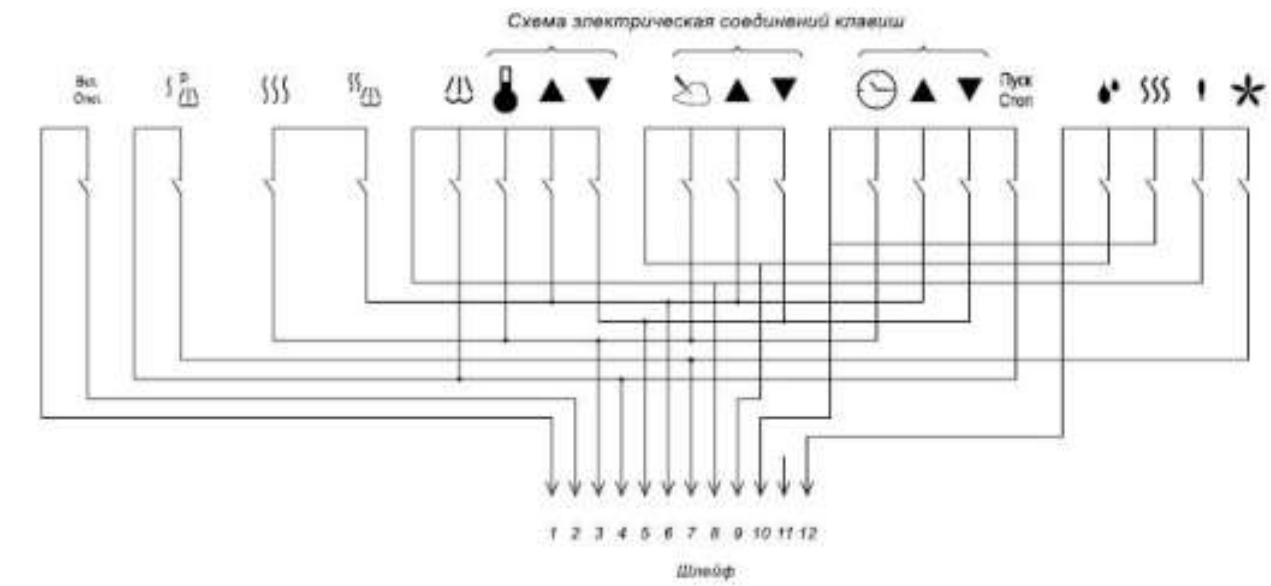 Схема электрическая соединений клавиш
Вкл.
Откл.
P
Пуск
Стоп
1 2 3 4 5 6 7 8 9 10 11 12
Шлейф